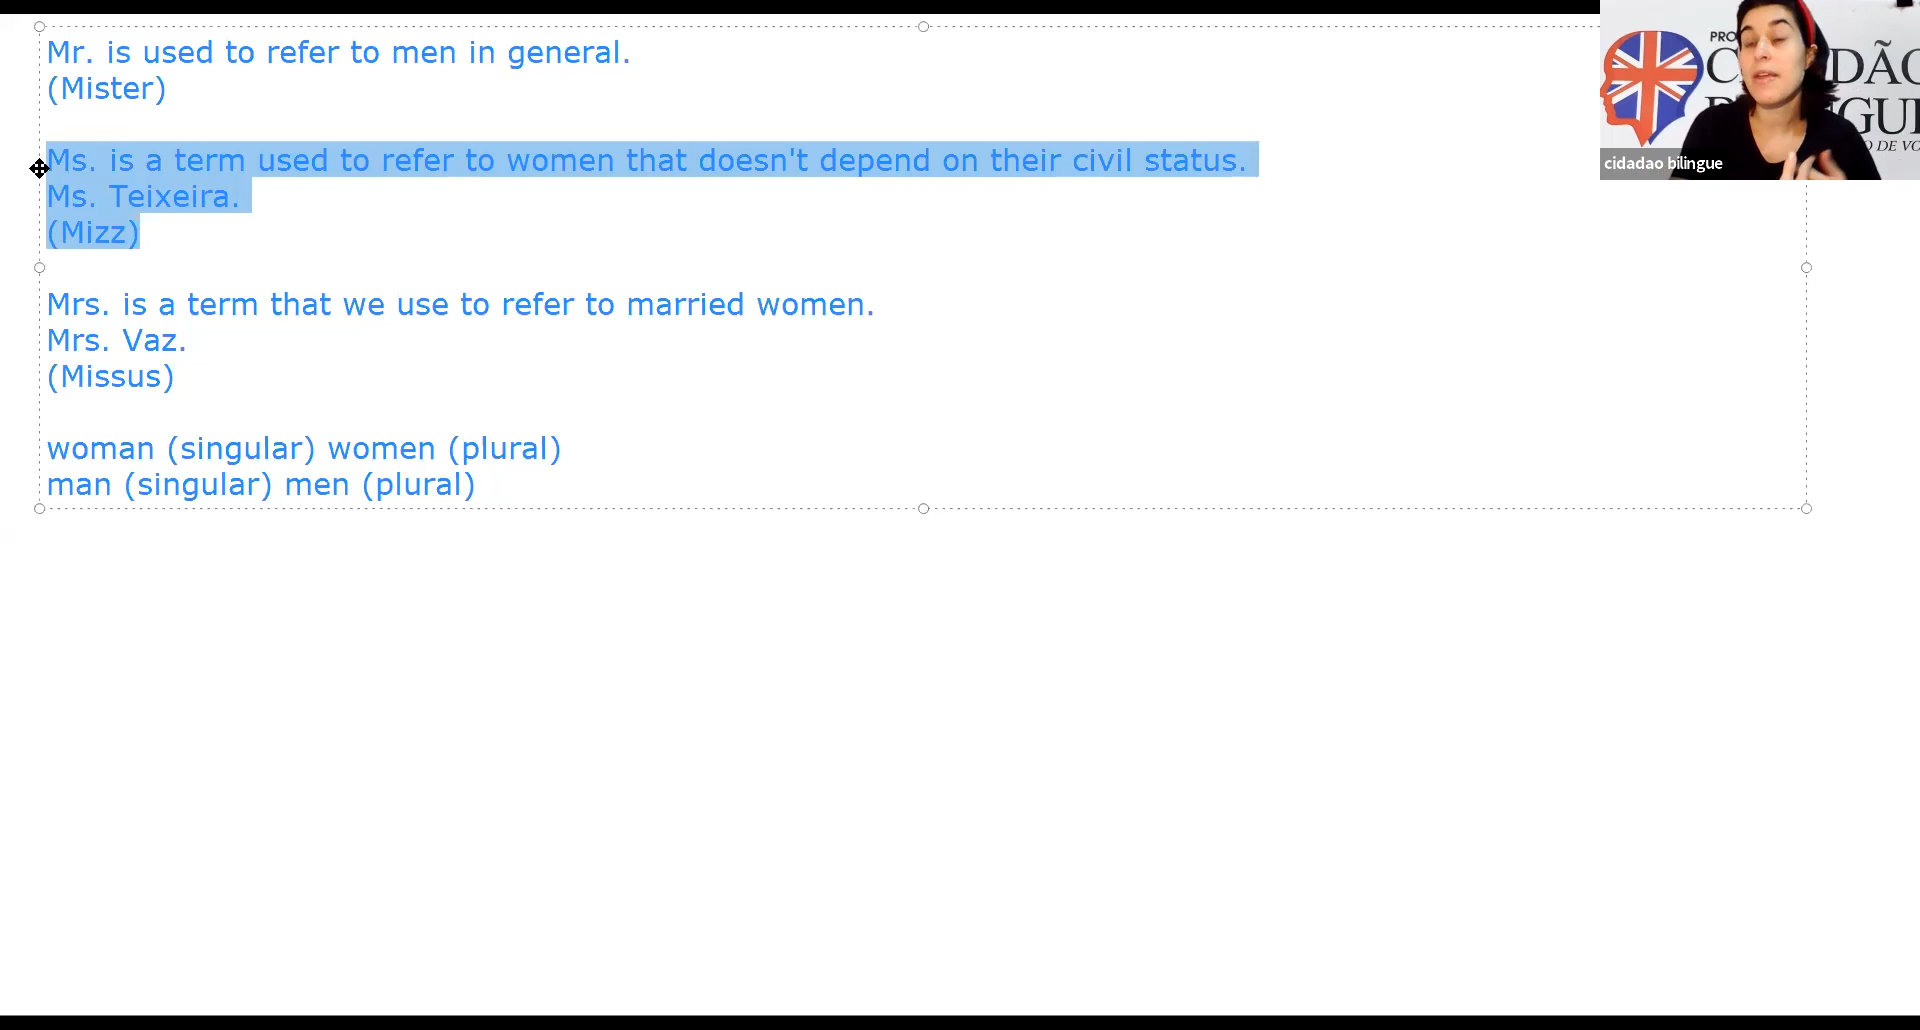 Mr. is used to refer to men in general.
(Mister)
Ms. is a term used to refer to women that doesn't depend on their civil status.
Ms. Teixeira.
(Mizz)
Mrs. is a term that we use to refer to married women.
Mrs. Vaz.
(Missus)
woman (singular) women (plural)
man (singular) men (plural)
cidadao bilingue